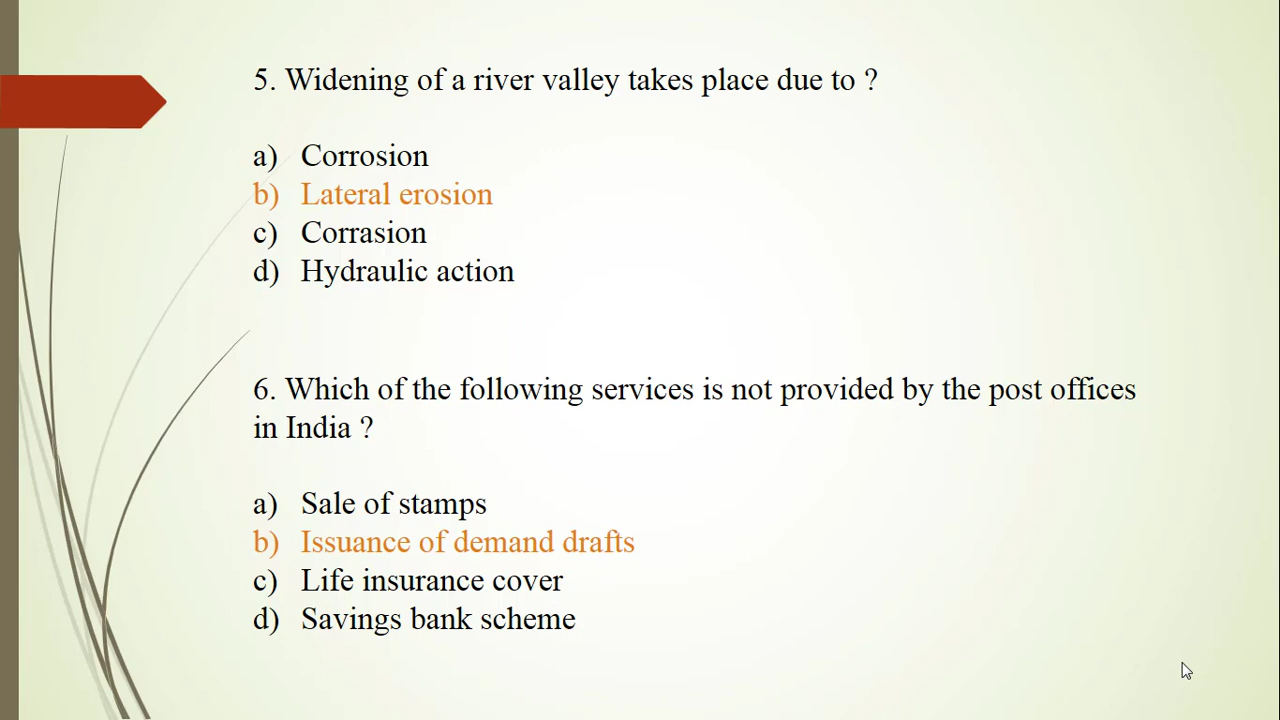 5. Widening of a river valley takes place due to ?
a) Corrosion
b) Lateral erosion
c) Corrasion
d) Hydraulic action
6. Which of the following services is not provided by the post offices
in India ?
a) Sale of stamps
b) Issuance of demand drafts
c) Life insurance cover
d) Savings bank scheme